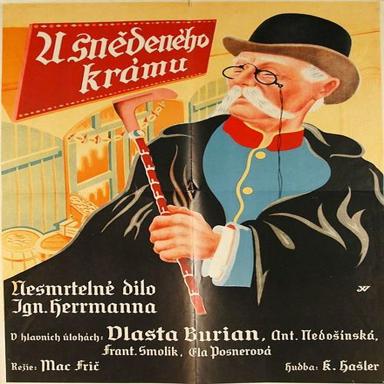 U snědeného
krámu
Nesmrtelné dílo
Ign. Herrmanna
V hlavních úlohách: Vlasta Burian, Ant. Nedošinská,
Frant. Smolík, Ela Poznerová
Režie: Mac Frič
Hudba: K. Hašler